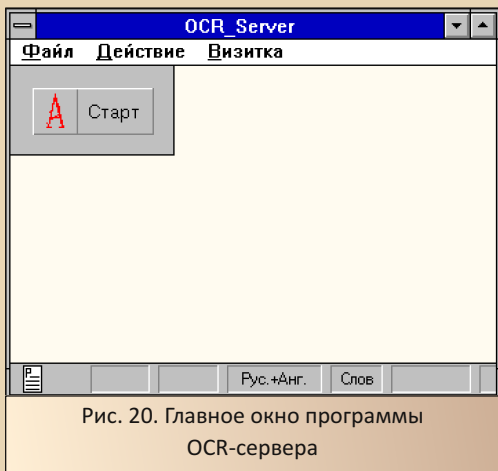 OCR_Server
Файл Действие Визитка
Старт
Рус.+Анг. Слов
Рис. 20. Главное окно программы
OCR-сервера